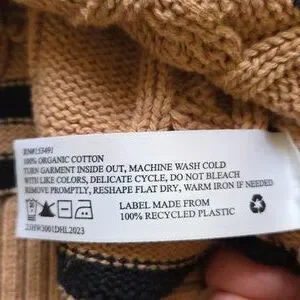 RN#153491
100% ORGANIC COTTON
TURN GARMENT INSIDE OUT, MACHINE WASH COLD
WITH LIKE COLORS, DELICATE CYCLE, DO NOT BLEACH
REMOVE PROMPTLY, RESHAPE FLAT DRY, WARM IRON IF NEEDED
LABEL MADE FROM
100% RECYCLED PLASTIC
23HW3001DHL2023